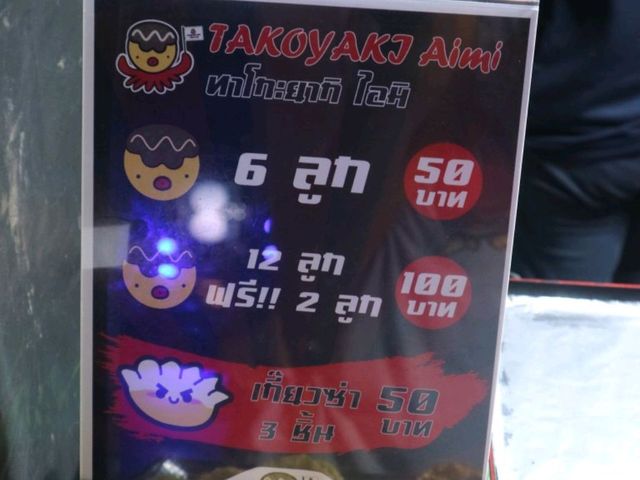 TAKOYAKI Aimi
ทาโกะยากิ ไอมิ
6 ลูก 50 บาท
12 ลูก
ฟรี!! 2 ลูก 100 บาท
เกี๊ยวซ่า 50
3 ชิ้น บาท